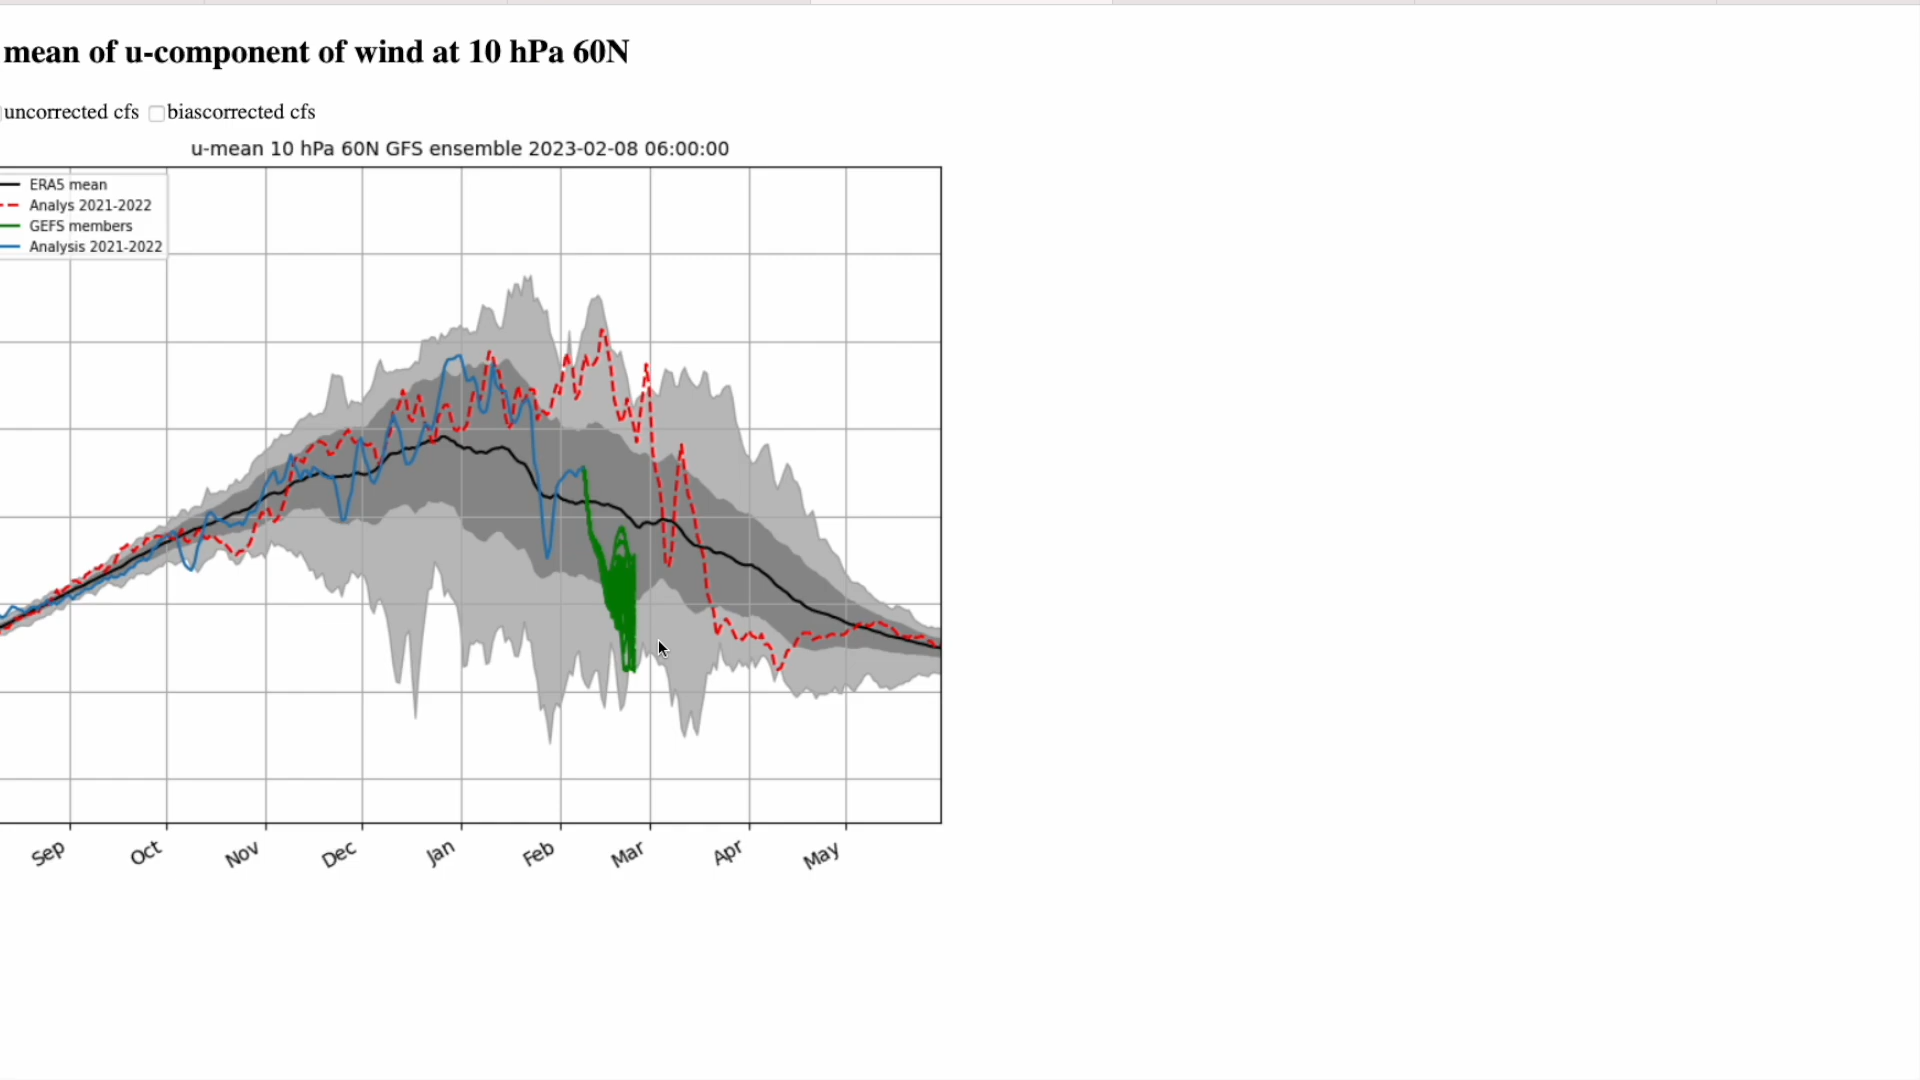 mean of u-component of wind at 10 hPa 60N
uncorrected cfs biascorrected cfs
u-mean 10 hPa 60N GFS ensemble 2023-02-08 06:00:00
ERA5 mean
Analys 2021-2022
GEFS members
Analysis 2021-2022
Sep Oct Nov Dec Jan Feb Mar Apr May